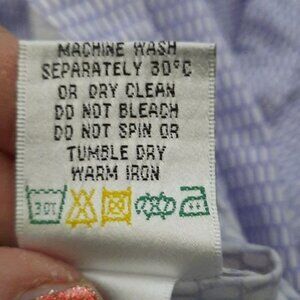 MACHINE WASH
SEPARATELY 30°C
OR DRY CLEAN
DO NOT BLEACH
DO NOT SPIN OR
TUMBLE DRY
WARM IRON